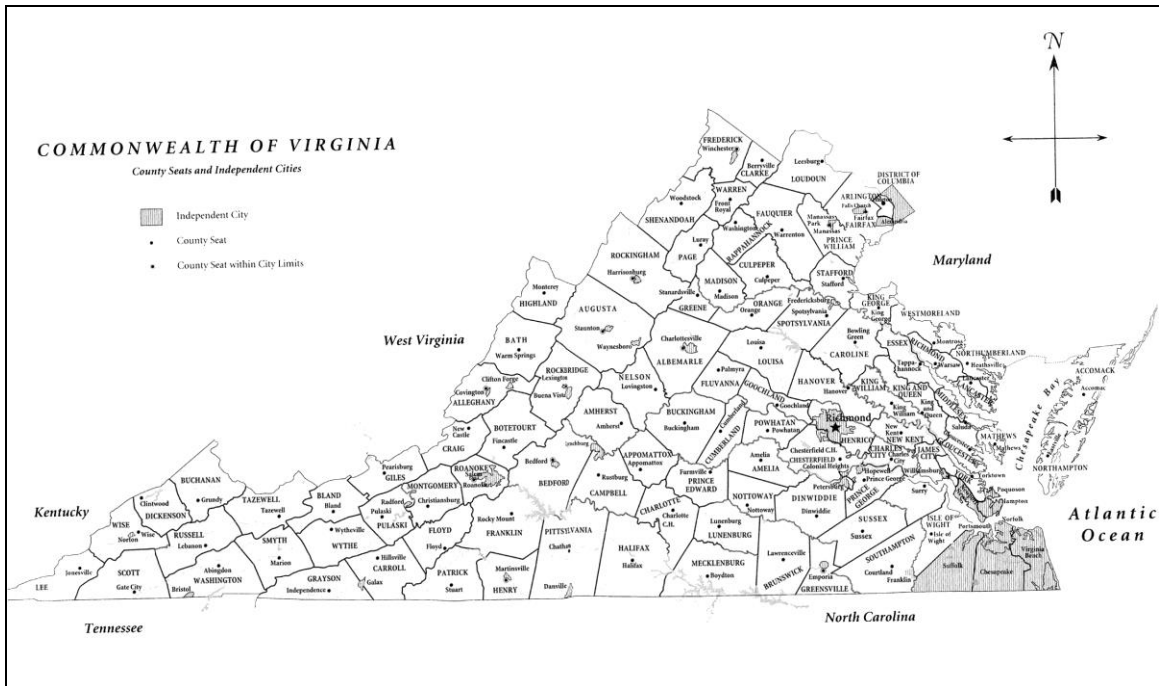 N
COMMONWEALTH OF VIRGINIA
County Seats and Independent Cities
Independent City
County Seat
County Seat within City Limits
Kentucky
Tennessee
West Virginia
North Carolina
Maryland
Chesapeake Bay
Atlantic
Ocean
FREDERICK
Winchester
Berryville
CLARKE
Leesburg
LOUDOUN
DISTRICT OF
COLUMBIA
ARLINGTON
Falls Church
Fairfax
FAIRFAX
Alexandria
Woodstock
SHENANDOAH
WARREN
Front
Royal
Washington
RAPPAHANNOCK
FAUQUIER
Warrenton
Manassas
Park
Manassas
PRINCE
WILLIAM
Luray
PAGE
ROCKINGHAM
Harrisonburg
CULPEPER
Culpeper
MADISON
Madison
Stanardsville
GREENE
ORANGE
Orange
STAFFORD
Stafford
Fredericksburg
Spotsylvania
SPOTSYLVANIA
KING
GEORGE
King
George
WESTMORELAND
Montross
Monterey
HIGHLAND
AUGUSTA
Staunton
Waynesboro
BATH
Warm Springs
Charlottesville
ALBEMARLE
Louisa
LOUISA
Bowling
Green
CAROLINE
ESSEX
Tappa-
hannock
RICHMOND
Warsaw
NORTHUMBERLAND
Heathsville
Lancaster
LANCASTER
ACCOMACK
Accomac
NORTHAMPTON
Eastville
ROCKBRIDGE
Lexington
Buena Vista
Clifton Forge
Covington
ALLEGHANY
NELSON
Lovingston
Palmyra
FLUVANNA
GOOCHLAND
Goochland
HANOVER
Hanover
KING
WILLIAM
King
William
KING AND
QUEEN
King
and
Queen
MIDDLESEX
Saluda
MATHEWS
Mathews
GLOUCESTER
Gloucester
New
Castle
CRAIG
BOTETOURT
Fincastle
AMHERST
Amherst
BUCKINGHAM
Buckingham
Cumberland
CUMBERLAND
POWHATAN
Powhatan
Richmond
HENRICO
Chesterfield C.H.
CHESTERFIELD
Colonial Heights
New
Kent
NEW KENT
CHARLES
CITY
Charles
City
JAMES
CITY
Williamsburg
YORK
Yorktown
Poquoson
Hampton
Pearisburg
GILES
ROANOKE
Salem
Roanoke
Bedford
BEDFORD
Lynchburg
Rustburg
CAMPBELL
APPOMATTOX
Appomattox
Farmville
PRINCE
EDWARD
Amelia
AMELIA
NOTTOWAY
Nottoway
Petersburg
DINWIDDIE
Dinwiddie
Hopewell
Prince George
PRINCE
GEORGE
Surry
BUCHANAN
Grundy
Clintwood
DICKENSON
WISE
Wise
Norton
RUSSELL
Lebanon
TAZEWELL
Tazewell
BLAND
Bland
MONTGOMERY
Christiansburg
Radford
Pulaski
PULASKI
FLOYD
Floyd
Rocky Mount
FRANKLIN
PITTSYLVANIA
Chatham
CHARLOTTE
Charlotte
C.H.
HALIFAX
Halifax
Lunenburg
LUNENBURG
MECKLENBURG
Boydton
Lawrenceville
BRUNSWICK
SUSSEX
Sussex
Emporia
GREENSVILLE
SOUTHAMPTON
Courtland
Franklin
ISLE OF
WIGHT
Isle of
Wight
Portsmouth
Norfolk
Virginia
Beach
Suffolk
Chesapeake
LEE
Jonesville
SCOTT
Gate City
Abingdon
WASHINGTON
Bristol
SMYTH
Marion
Wytheville
WYTHE
GRAYSON
Independence
Hillsville
CARROLL
Galax
PATRICK
Stuart
Martinsville
HENRY
Danville